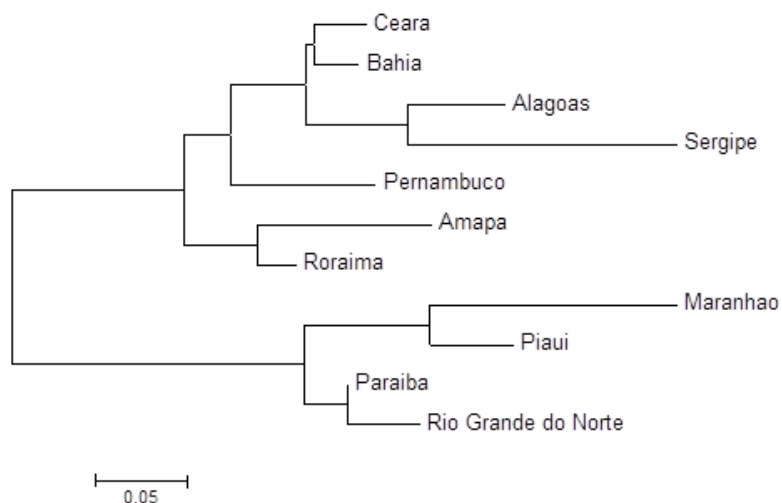 Ceara
Bahia
Alagoas
Sergipe
Pernambuco
Amapa
Roraima
Maranhao
Piaui
Paraiba
Rio Grande do Norte
0.05